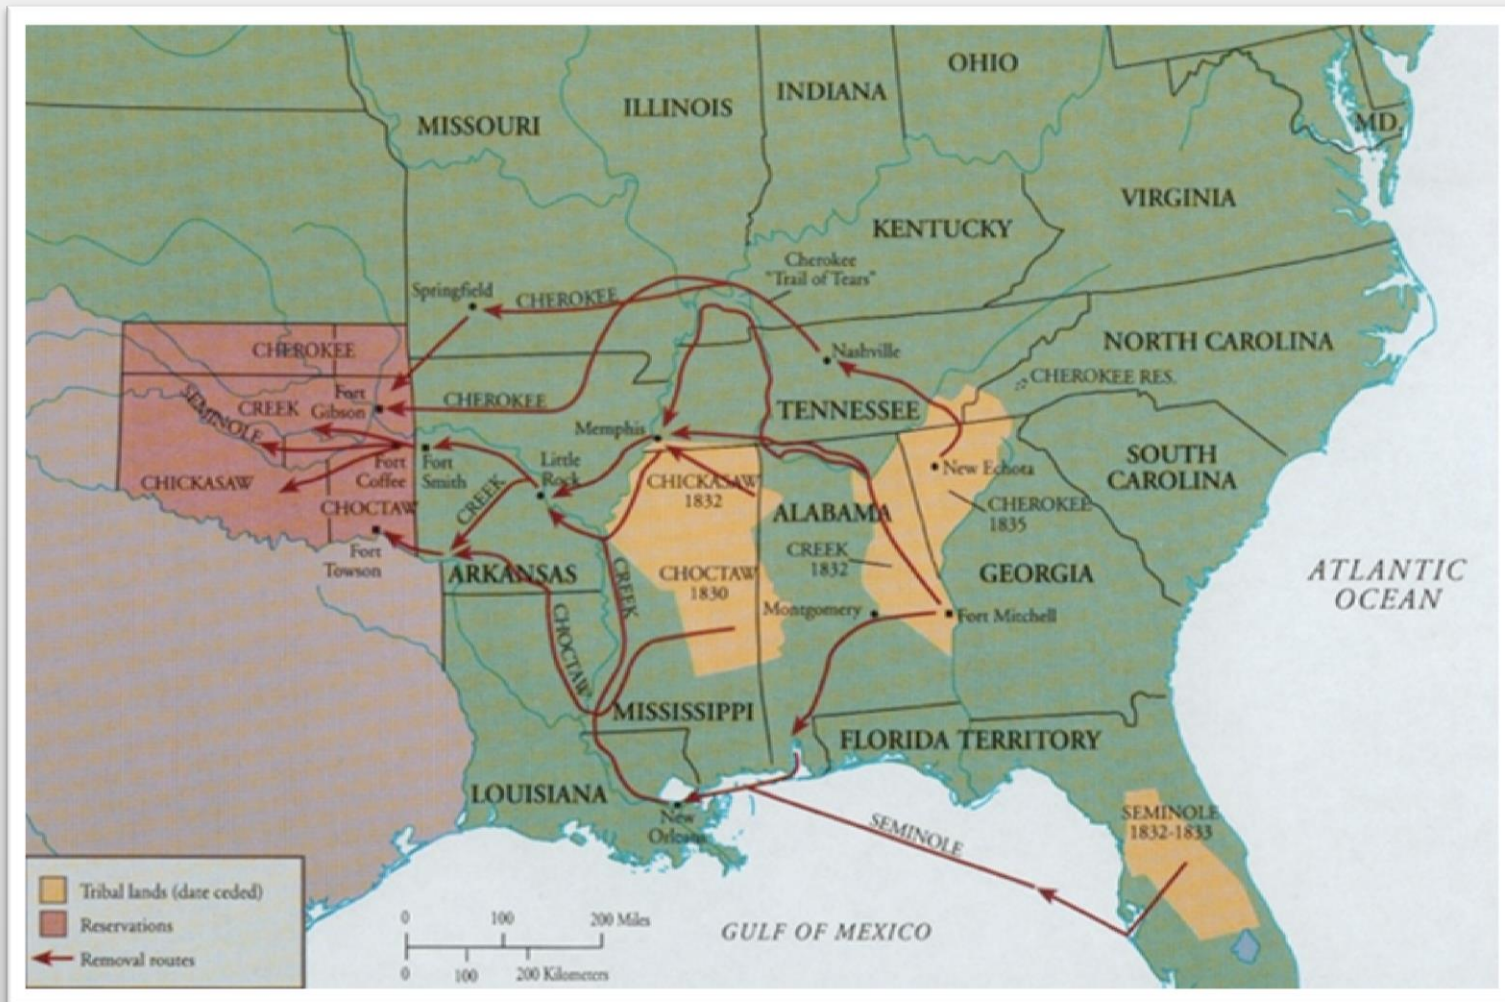 OHIO
INDIANA
ILLINOIS
MISSOURI
MD.
VIRGINIA
KENTUCKY
Cherokee
"Trail of Tears"
Springfield
CHEROKEE
NORTH CAROLINA
CHEROKEE
Nashville
CHEROKEE RES.
Fort
Gibson
CHEROKEE
CREEK
SEMINOLE
TENNESSEE
Memphis
Fort
Coffee
Fort
Smith
Little
Rock
New Echota
SOUTH
CAROLINA
CHICKASAW
CHICKASAW
1832
CREEK
CHEROKEE
1835
CHOCTAW
ALABAMA
Fort
Towson
ARKANSAS
CREEK
1832
GEORGIA
CHOCTAW
1830
CREEK
ATLANTIC
OCEAN
Montgomery
Fort Mitchell
CHOCTAW
MISSISSIPPI
FLORIDA TERRITORY
LOUISIANA
New
Orleans
SEMINOLE
SEMINOLE
1832-1833
Tribal lands (date ceded)
Reservations
Removal routes
0 100 200 Miles
0 100 200 Kilometers
GULF OF MEXICO